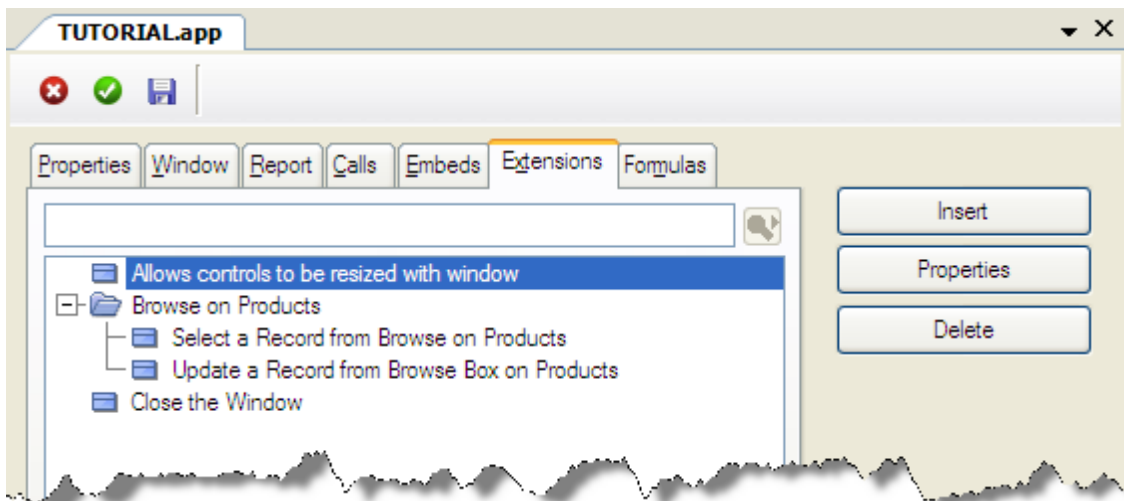 TUTORIAL.app
Properties Window Report Calls Embeds Extensions Formulas
Insert
Allows controls to be resized with window
Properties
Browse on Products
Select a Record from Browse on Products
Delete
Update a Record from Browse Box on Products
Close the Window